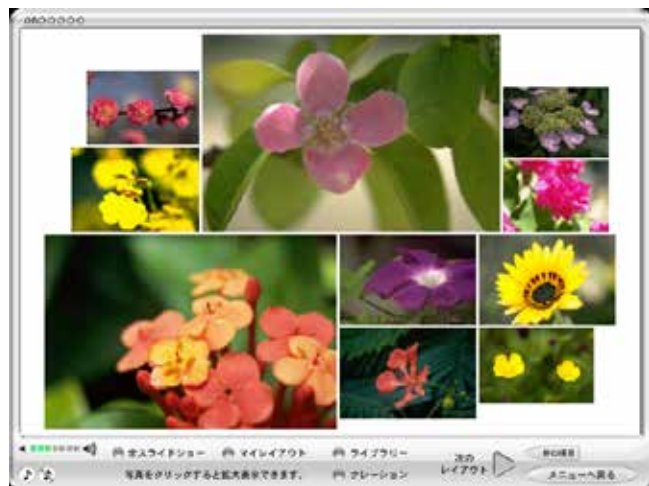 全スライドショー マイレイアウト ライブラリー
次の
レイアウト
写真をクリックすると拡大表示できます。 ナレーション
メニューへ戻る